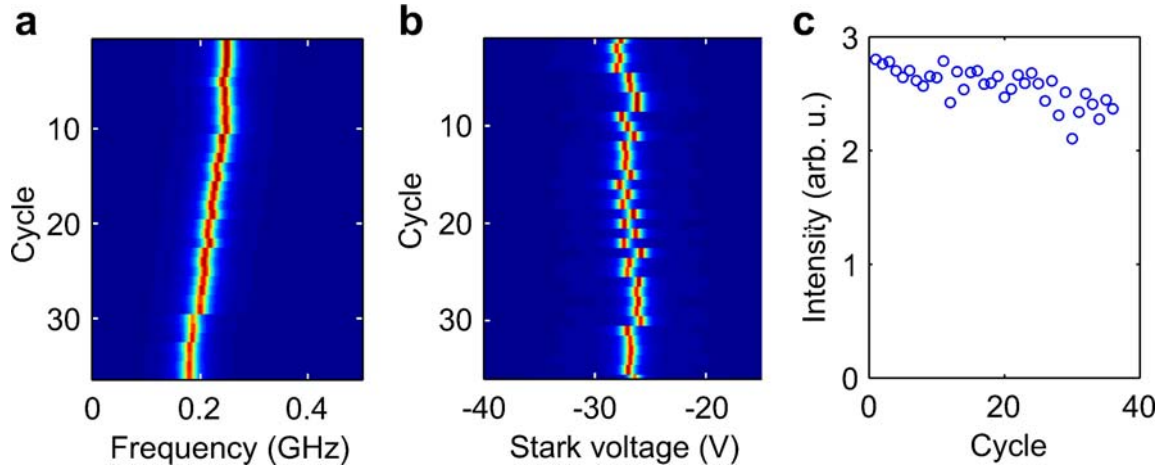 a
Cycle
10
20
30
0
0.2
0.4
Frequency (GHz)
b
Cycle
10
20
30
-40
-30
-20
Stark voltage (V)
c
Intensity (arb. u.)
3
2
1
0
0
20
40
Cycle